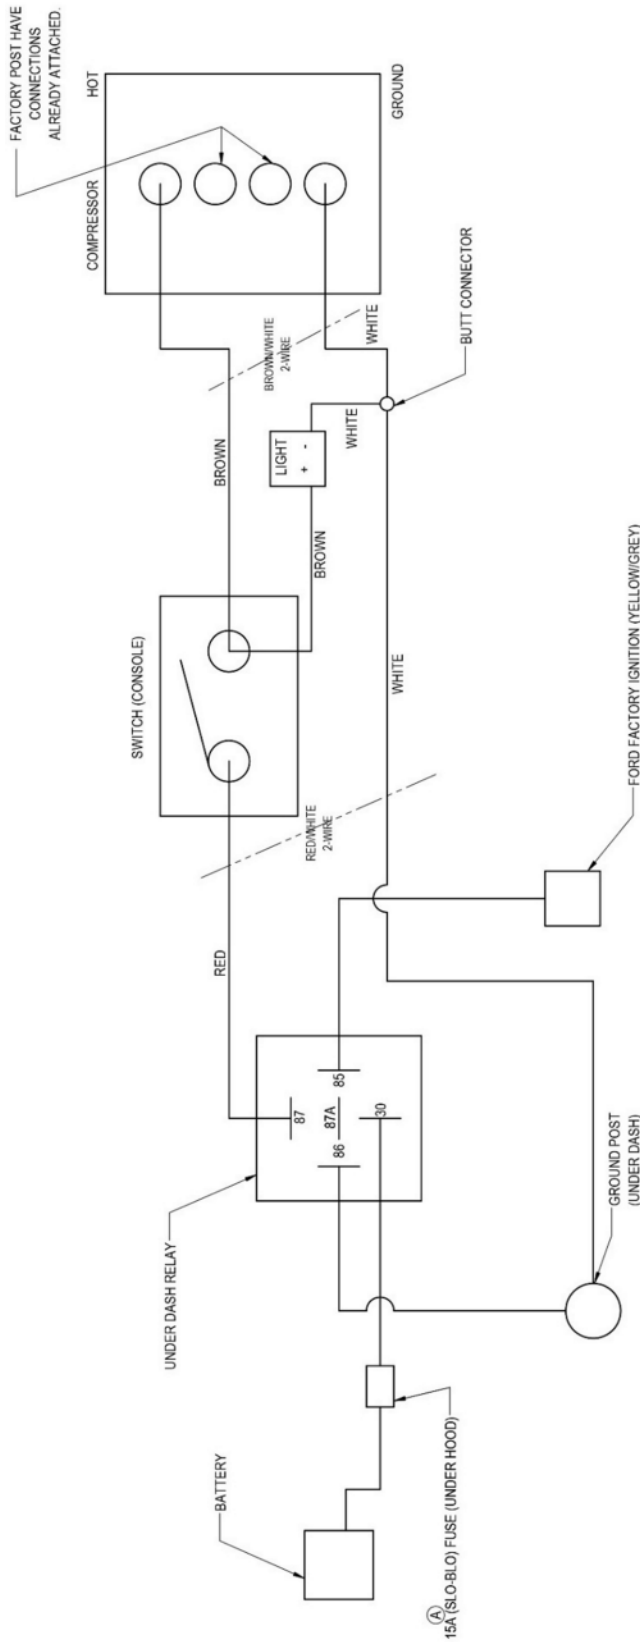 BATTERY
(A)
15A (SLO-BLO) FUSE (UNDER HOOD)
UNDER DASH RELAY
87
87A
86
85
30
GROUND POST
(UNDER DASH)
RED
RED/WHITE
2-WIRE
FORD FACTORY IGNITION (YELLOW/GREY)
SWITCH (CONSOLE)
WHITE
BROWN
BROWN
LIGHT
+ -
WHITE
BROWN/WHITE
2-WIRE
WHITE
BUTT CONNECTOR
COMPRESSOR
HOT
GROUND
FACTORY POST HAVE
CONNECTIONS
ALREADY ATTACHED.